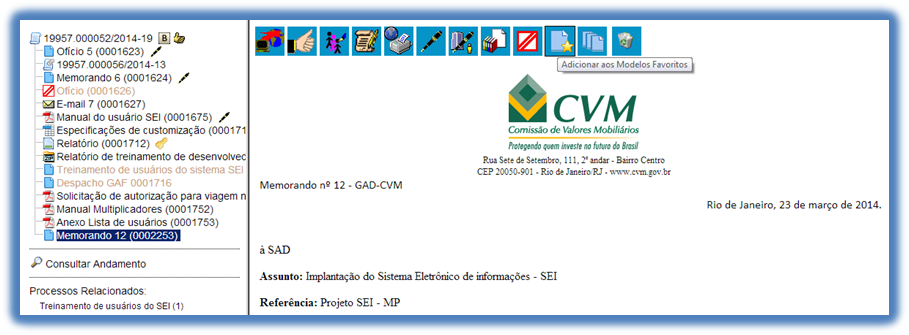 19957.000052/2014-19 B
Ofício 5 (0001623)
19957.000056/2014-13
Memorando 6 (0001624)
Ofício (0001626)
E-mail 7 (0001627)
Manual do usuário SEI (0001675)
Especificações de customização (000171
Relatório (0001712)
Relatório de treinamento de desenvolvec
Treinamento de usuários do sistema SEI
Despacho GAF 0001716
Solicitação de autorização para viagem n
Manual Multiplicadores (0001752)
Anexo Lista de usuários (0001753)
Memorando 12 (0002253)
Consultar Andamento
Processos Relacionados:
Treinamento de usuários do SEI (1)
Adicionar aos Modelos Favoritos
CVM
Comissão de Valores Mobiliários
Protegendo quem investe no futuro do Brasil
Rua Sete de Setembro, 111, 2º andar - Bairro Centro
CEP 20050-901 - Rio de Janeiro/RJ - www.cvm.gov.br
Memorando nº 12 - GAD-CVM
Rio de Janeiro, 23 de março de 2014.
à SAD
Assunto: Implantação do Sistema Eletrônico de informações - SEI
Referência: Projeto SEI - MP